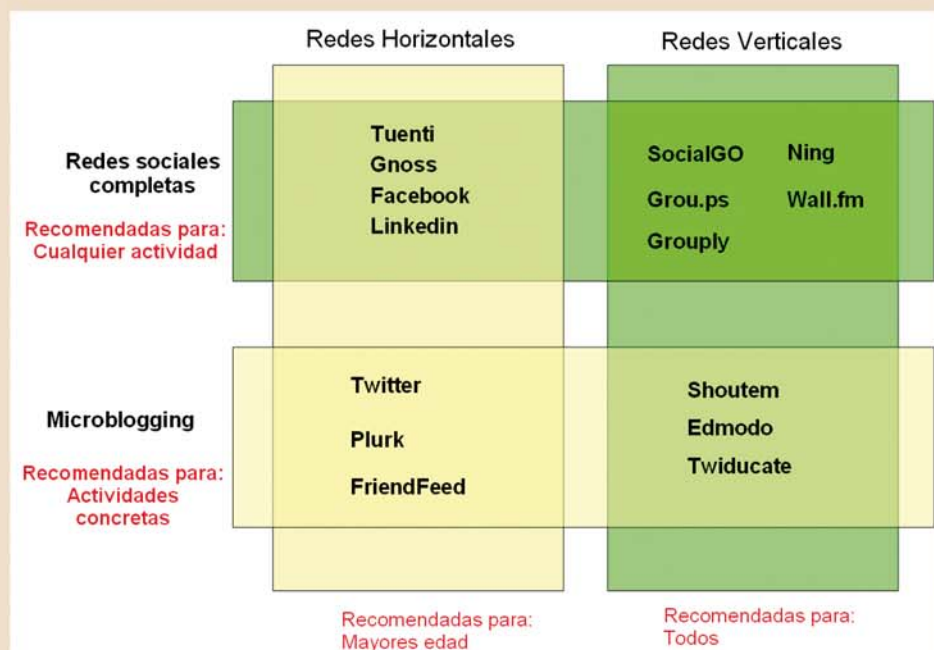 Redes Horizontales
Redes Verticales
Redes sociales
completas
Recomendadas para:
Cualquier actividad
Tuenti
Gnoss
Facebook
Linkedin
SocialGO Ning
Grou.ps Wall.fm
Grouply
Microblogging
Recomendadas para:
Actividades
concretas
Twitter
Plurk
FriendFeed
Shoutem
Edmodo
Twiducate
Recomendadas para:
Mayores edad
Recomendadas para:
Todos